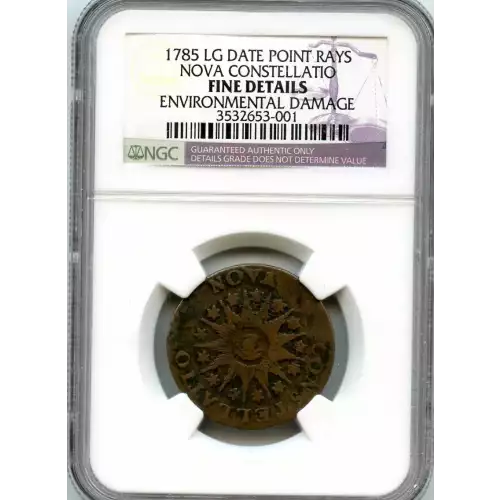 1785 LG DATE POINT RAYS
NOVA CONSTELLATIO
FINE DETAILS
ENVIRONMENTAL DAMAGE
3532653-001
NGC
GUARANTEED AUTHENTIC ONLY
DETAILS GRADE DOES NOT DETERMINE VALUE
NOVA
CONSTELLATIO